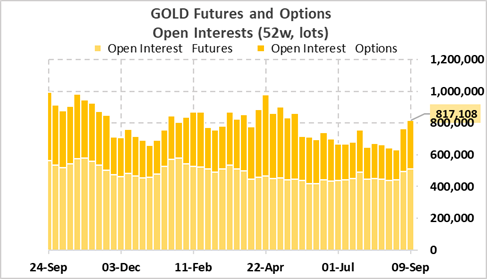 GOLD Futures and Options
Open Interests (52w, lots)
Open Interest Futures Open Interest Options
1,200,000
1,000,000
817,108
800,000
600,000
400,000
200,000
0
24-Sep 03-Dec 11-Feb 22-Apr 01-Jul 09-Sep